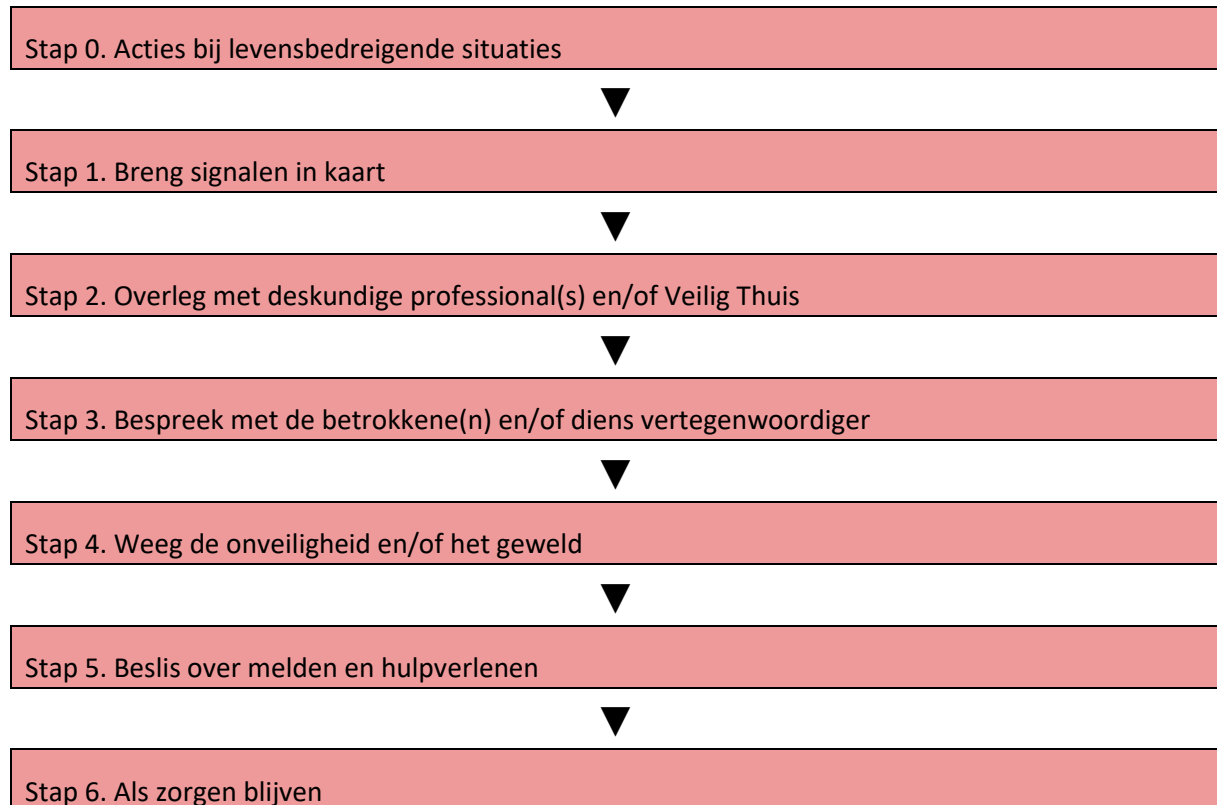 Stap 0. Acties bij levensbedreigende situaties
Stap 1. Breng signalen in kaart
Stap 2. Overleg met deskundige professional(s) en/of Veilig Thuis
Stap 3. Bespreek met de betrokkene(n) en/of diens vertegenwoordiger
Stap 4. Weeg de onveiligheid en/of het geweld
Stap 5. Beslis over melden en hulpverlenen
Stap 6. Als zorgen blijven